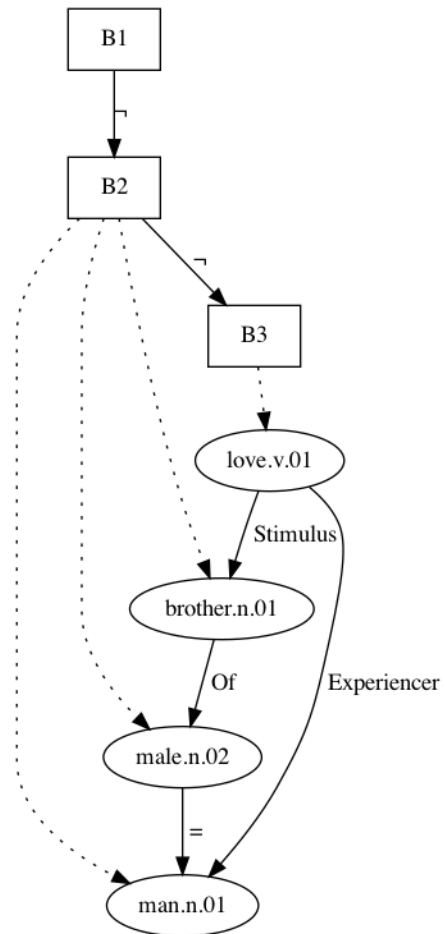 B1
¬
B2
¬
B3
love.v.01
Stimulus
brother.n.01
Of
Experiencer
male.n.02
=
man.n.01